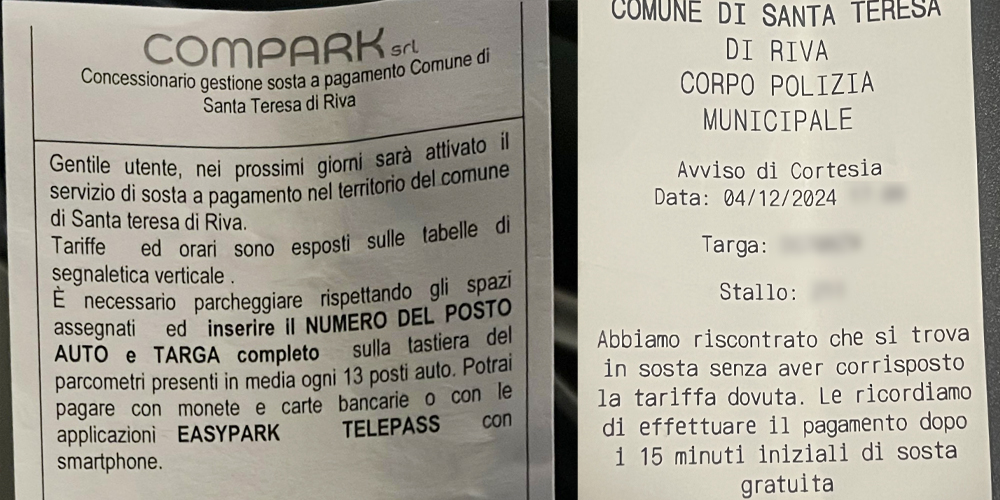 COMPARK srl
Concessionario gestione sosta a pagamento Comune di
Santa Teresa di Riva
Gentile utente, nei prossimi giorni sarà attivato il
servizio di sosta a pagamento nel territorio del comune
di Santa teresa di Riva.
Tariffe ed orari sono esposti sulle tabelle di
segnaletica verticale .
È necessario parcheggiare rispettando gli spazi
assegnati ed inserire il NUMERO DEL POSTO
AUTO e TARGA completo sulla tastiera del
parcometri presenti in media ogni 13 posti auto. Potrai
pagare con monete e carte bancarie o con le
applicazioni EASYPARK TELEPASS con
smartphone.
COMUNE DI SANTA TERESA
DI RIVA
CORPO POLIZIA
MUNICIPALE
Avviso di Cortesia
Data: 04/12/2024
Targa:
Stallo:
Abbiamo riscontrato che si trova
in sosta senza aver corrisposto
la tariffa dovuta. Le ricordiamo
di effettuare il pagamento dopo
i 15 minuti iniziali di sosta
gratuita